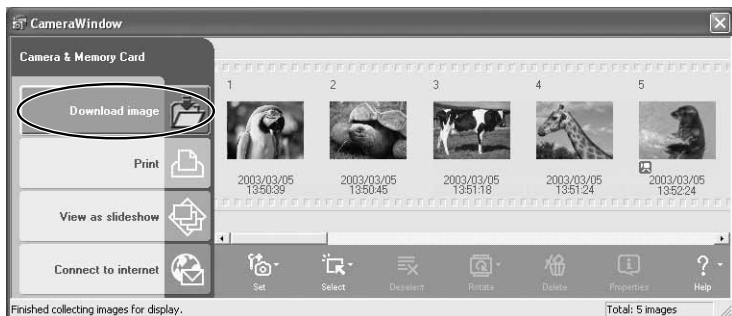 CameraWindow
Camera & Memory Card
Download image
Print
View as slideshow
Connect to internet
1
2
3
4
5
2003/03/05
13:50:39
2003/03/05
13:50:45
2003/03/05
13:51:18
2003/03/05
13:51:24
2003/03/05
13:52:24
Set
Select
Deselect
Rotate
Delete
Properties
Help
Finished collecting images for display.
Total: 5 images